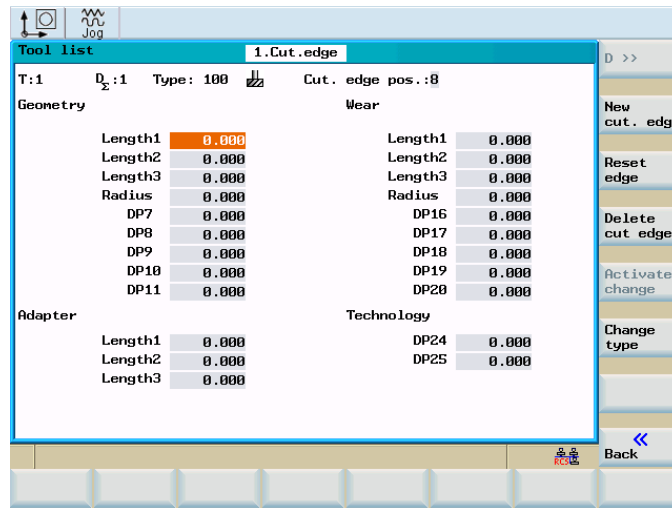 Jog
Tool list 1.Cut.edge
T:1 DΣ:1 Type: 100 Cut. edge pos.:8
Geometry Wear
Length1 0.000 Length1 0.000
Length2 0.000 Length2 0.000
Length3 0.000 Length3 0.000
Radius 0.000 Radius 0.000
DP7 0.000 DP16 0.000
DP8 0.000 DP17 0.000
DP9 0.000 DP18 0.000
DP10 0.000 DP19 0.000
DP11 0.000 DP20 0.000
Adapter Technology
Length1 0.000 DP24 0.000
Length2 0.000 DP25 0.000
Length3 0.000
D >>
New
cut. edg
Reset
edge
Delete
cut edge
Activate
change
Change
type
<<
Back
RCS